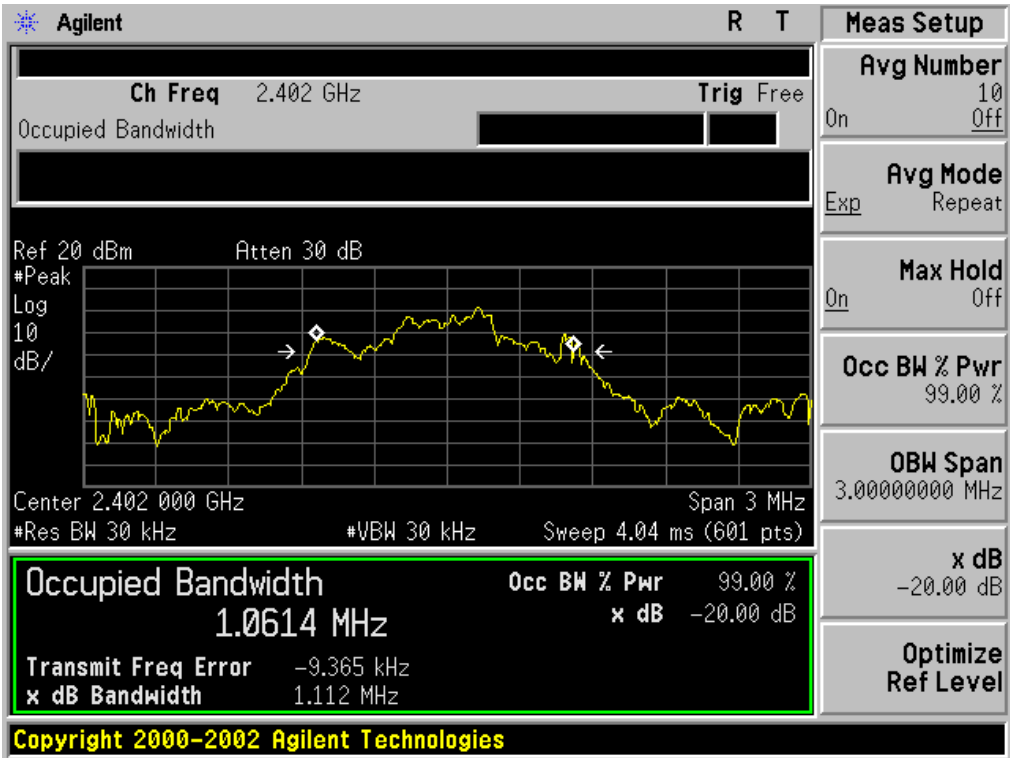 Agilent R T
Ch Freq 2.402 GHz Trig Free
Occupied Bandwidth
Ref 20 dBm Atten 30 dB
#Peak
Log
10
dB/
Center 2.402 000 GHz Span 3 MHz
#Res BW 30 kHz #VBW 30 kHz Sweep 4.04 ms (601 pts)
Occupied Bandwidth Occ BW % Pwr 99.00 %
1.0614 MHz x dB -20.00 dB
Transmit Freq Error -9.365 kHz
x dB Bandwidth 1.112 MHz
Copyright 2000-2002 Agilent Technologies
Meas Setup
Avg Number
10
On Off
Avg Mode
Exp Repeat
Max Hold
On Off
Occ BW % Pwr
99.00 %
OBW Span
3.00000000 MHz
x dB
-20.00 dB
Optimize
Ref Level